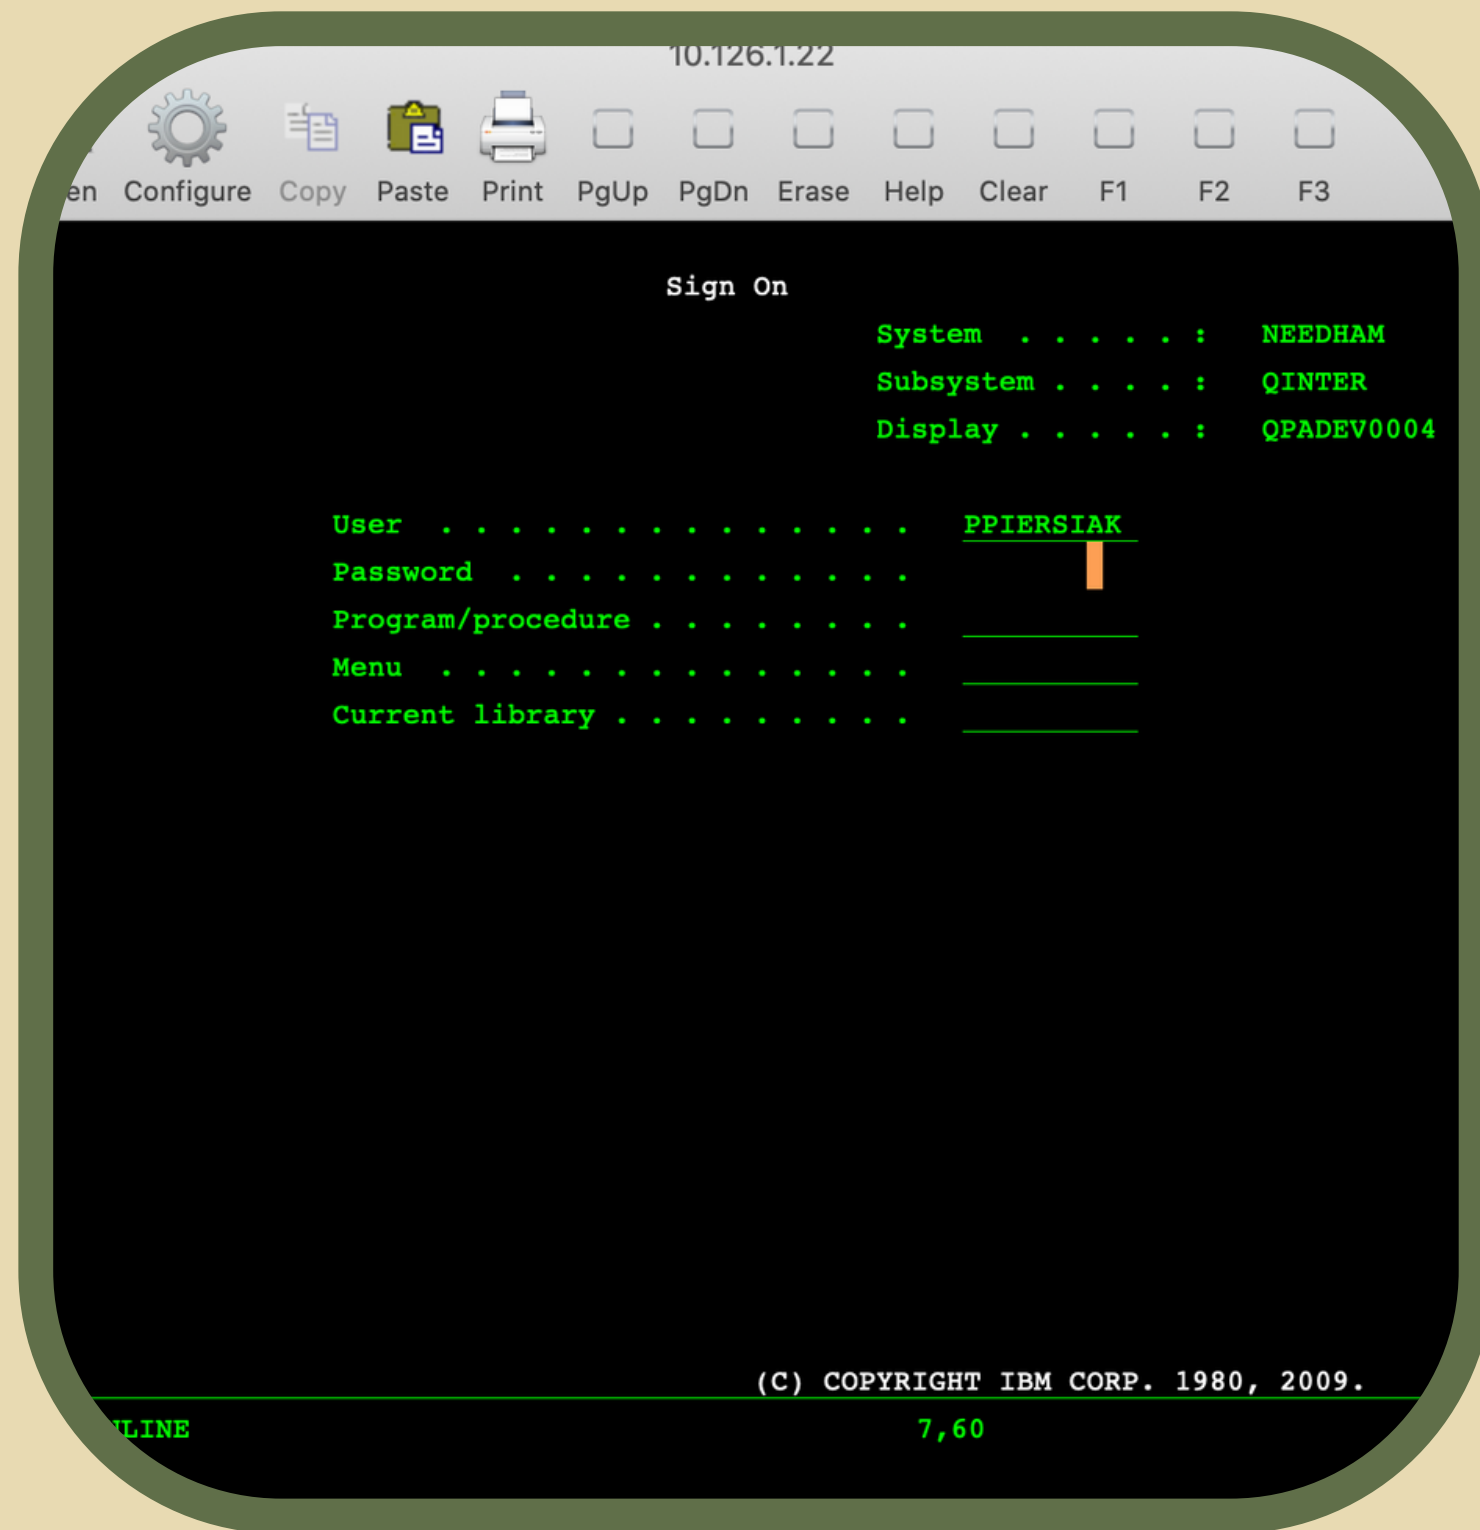 10.126.1.22
Configure Copy Paste Print PgUp PgDn Erase Help Clear F1 F2 F3
Sign On
System . . . . . : NEEDHAM
Subsystem . . . . : QINTER
Display . . . . . : QPADEV0004
User . . . . . . . . . . . . . . PPIERSIAK
Password . . . . . . . . . . . .
Program/procedure . . . . . . . .
Menu . . . . . . . . . . . . . .
Current library . . . . . . . . .
(C) COPYRIGHT IBM CORP. 1980, 2009.
7,60